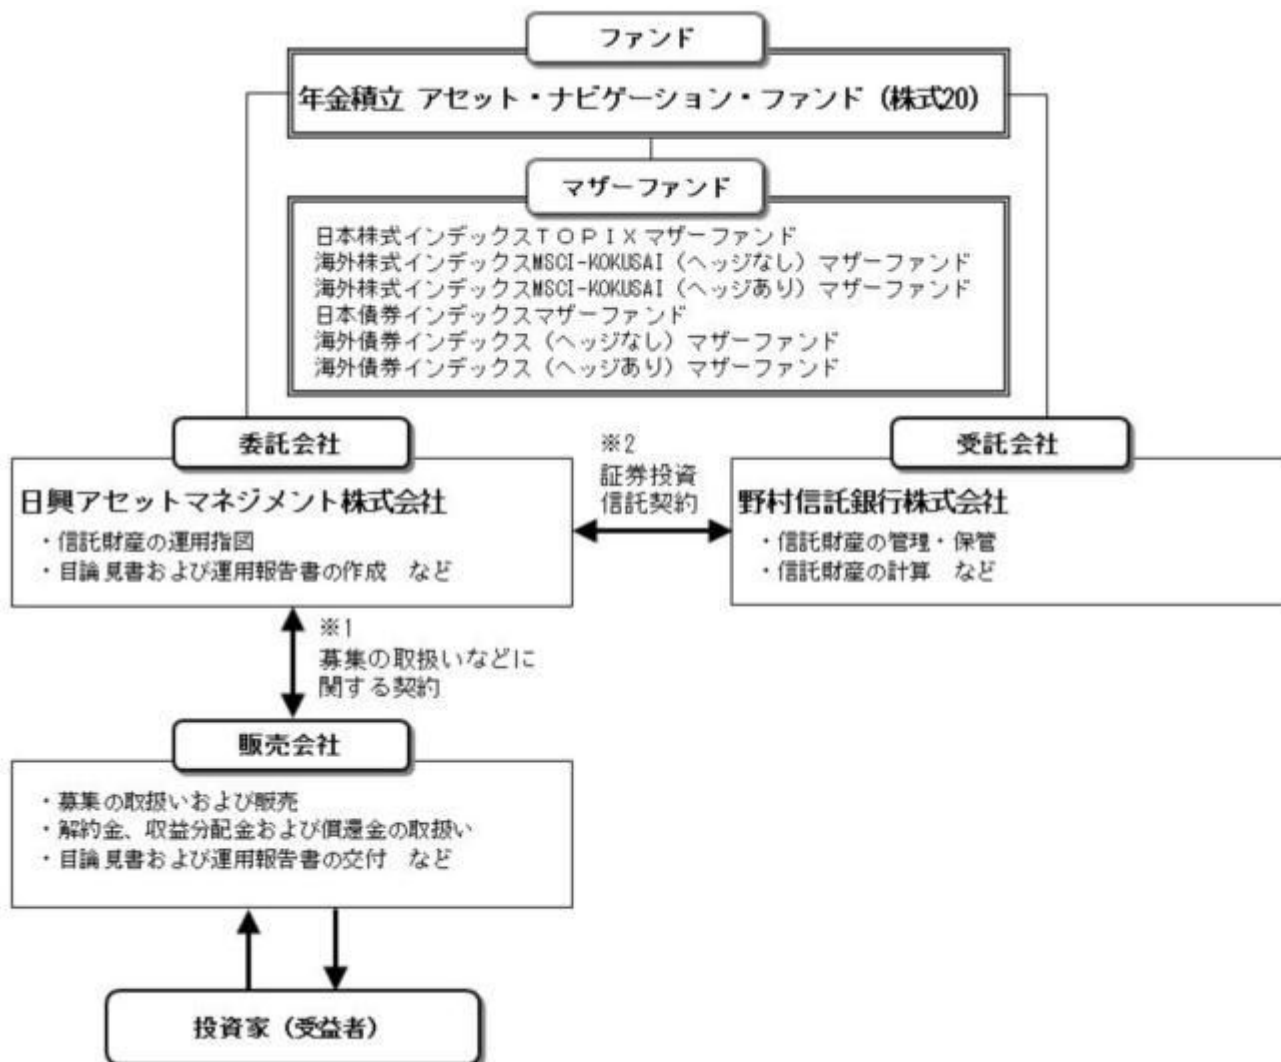 ファンド
年金積立 アセット・ナビゲーション・ファンド（株式20）
マザーファンド
日本株式インデックスＴＯＰＩＸマザーファンド
海外株式インデックスMSCI-KOKUSAI（ヘッジなし）マザーファンド
海外株式インデックスMSCI-KOKUSAI（ヘッジあり）マザーファンド
日本債券インデックスマザーファンド
海外債券インデックス（ヘッジなし）マザーファンド
海外債券インデックス（ヘッジあり）マザーファンド
委託会社
日興アセットマネジメント株式会社
・信託財産の運用指図
・目論見書および運用報告書の作成　など
※2
証券投資
信託契約
受託会社
野村信託銀行株式会社
・信託財産の管理・保管
・信託財産の計算　など
※1
募集の取扱いなどに
関する契約
販売会社
・募集の取扱いおよび販売
・解約金、収益分配金および償還金の取扱い
・目論見書および運用報告書の交付　など
投資家（受益者）